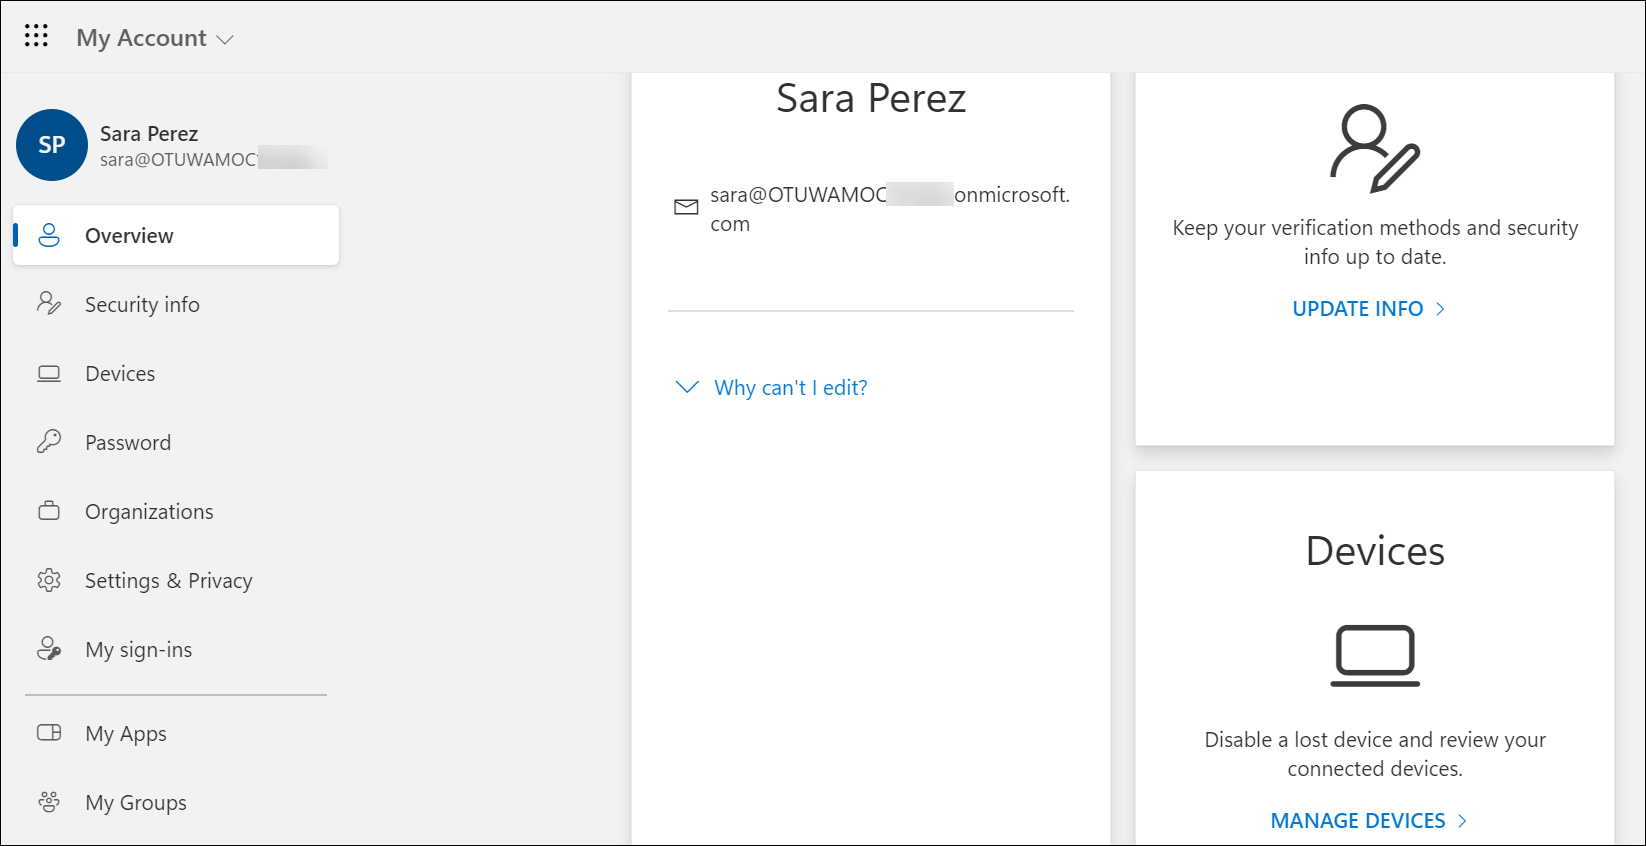 My Account
SP
Sara Perez
sara@OTUWAMOC
Overview
Security info
Devices
Password
Organizations
Settings & Privacy
My sign-ins
My Apps
My Groups
Sara Perez
sara@OTUWAMOC onmicrosoft.
com
Why can't I edit?
Keep your verification methods and security
info up to date.
UPDATE INFO
Devices
Disable a lost device and review your
connected devices.
MANAGE DEVICES